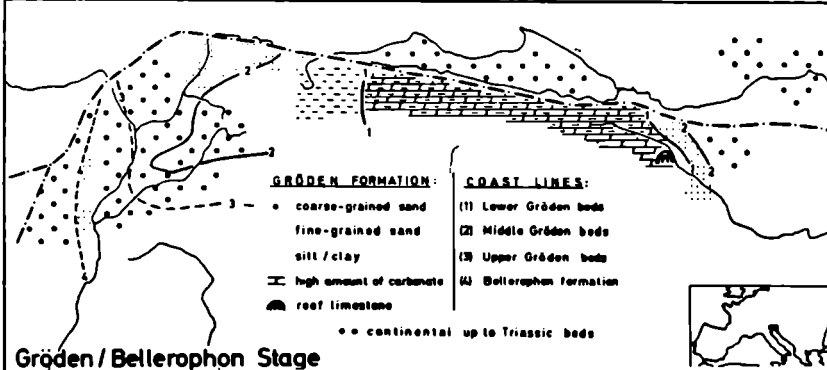 GRÖDEN FORMATION:
coarse-grained sand
fine-grained sand
silt / clay
high amount of carbonate
reef limestone
COAST LINES:
(1) Lower Gröden beds
(2) Middle Gröden beds
(3) Upper Gröden beds
(4) Bellerophon formation
continental up to Triassic beds
Gröden / Bellerophon Stage
3
2
2
3
1
2
2